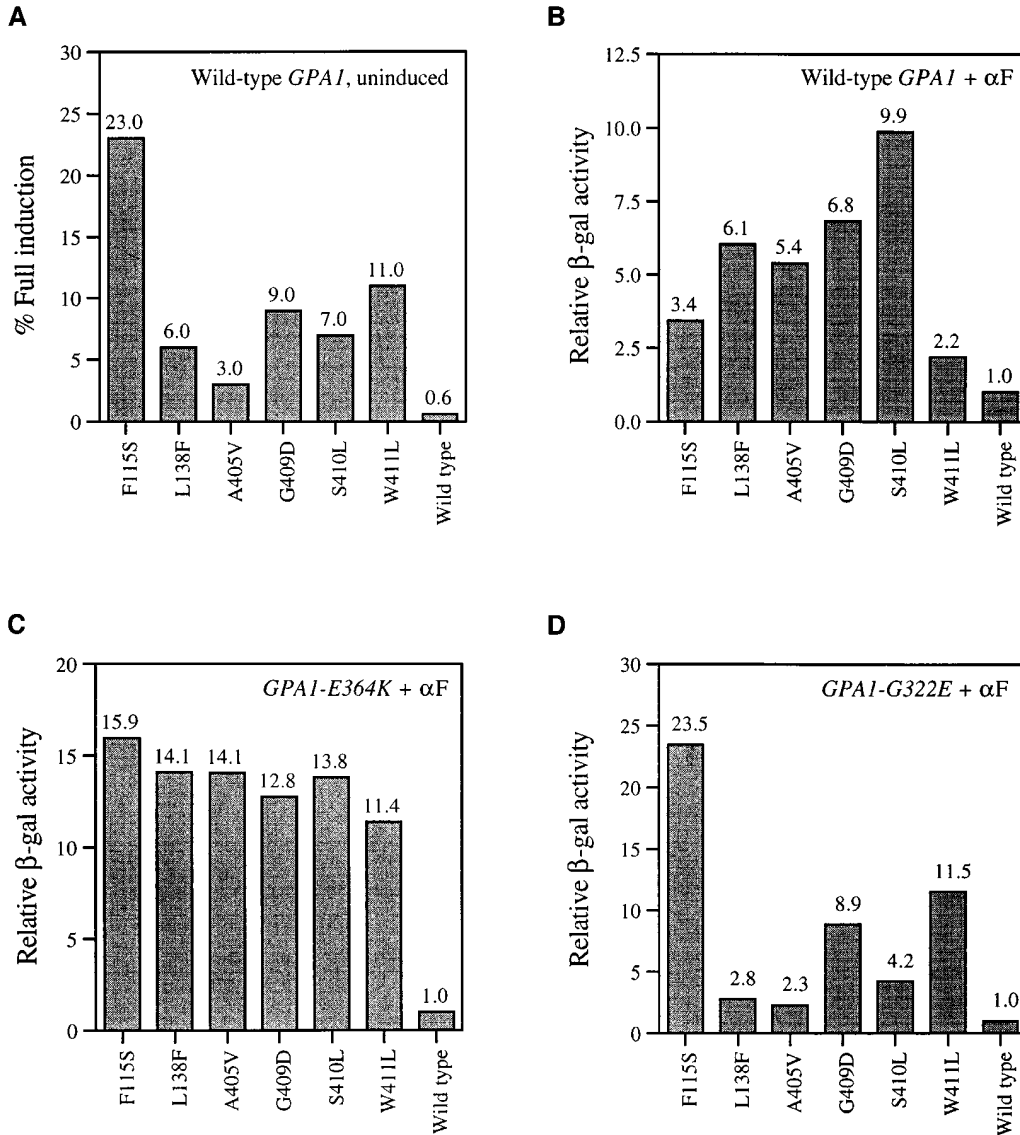 A
% Full induction
30
25
20
15
10
5
0
Wild-type GPA1, uninduced
23.0
6.0
3.0
9.0
7.0
11.0
0.6
F115S
L138F
A405V
G409D
S410L
W411L
Wild type
B
Relative β-gal activity
12.5
10.0
7.5
5.0
2.5
0.0
Wild-type GPA1 + αF
3.4
6.1
5.4
6.8
9.9
2.2
1.0
F115S
L138F
A405V
G409D
S410L
W411L
Wild type
C
Relative β-gal activity
20
15
10
5
0
GPA1-E364K + αF
15.9
14.1
14.1
12.8
13.8
11.4
1.0
F115S
L138F
A405V
G409D
S410L
W411L
Wild type
D
Relative β-gal activity
30
25
20
15
10
5
0
GPA1-G322E + αF
23.5
2.8
2.3
8.9
4.2
11.5
1.0
F115S
L138F
A405V
G409D
S410L
W411L
Wild type